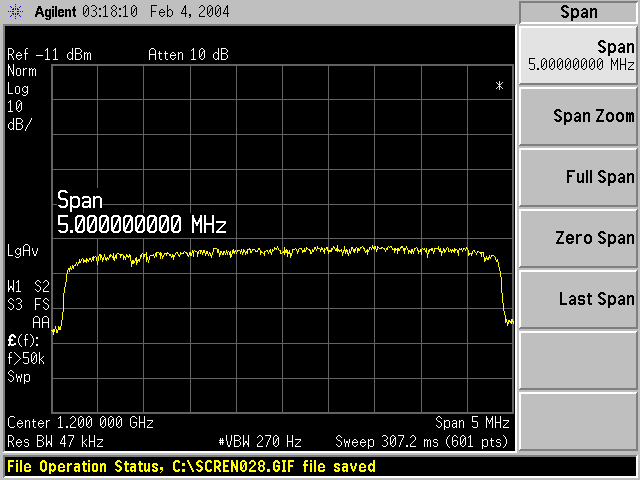 Agilent 03:18:10 Feb 4, 2004
Span
Ref -11 dBm Atten 10 dB
Norm
Log
10
dB/
*
Span
5.000000000 MHz
LgAv
W1 S2
S3 FS
AA
£(f):
f>50k
Swp
Center 1.200 000 GHz Span 5 MHz
Res BW 47 kHz #VBW 270 Hz Sweep 307.2 ms (601 pts)
File Operation Status, C:\SCREN028.GIF file saved
Span
5.00000000 MHz
Span Zoom
Full Span
Zero Span
Last Span